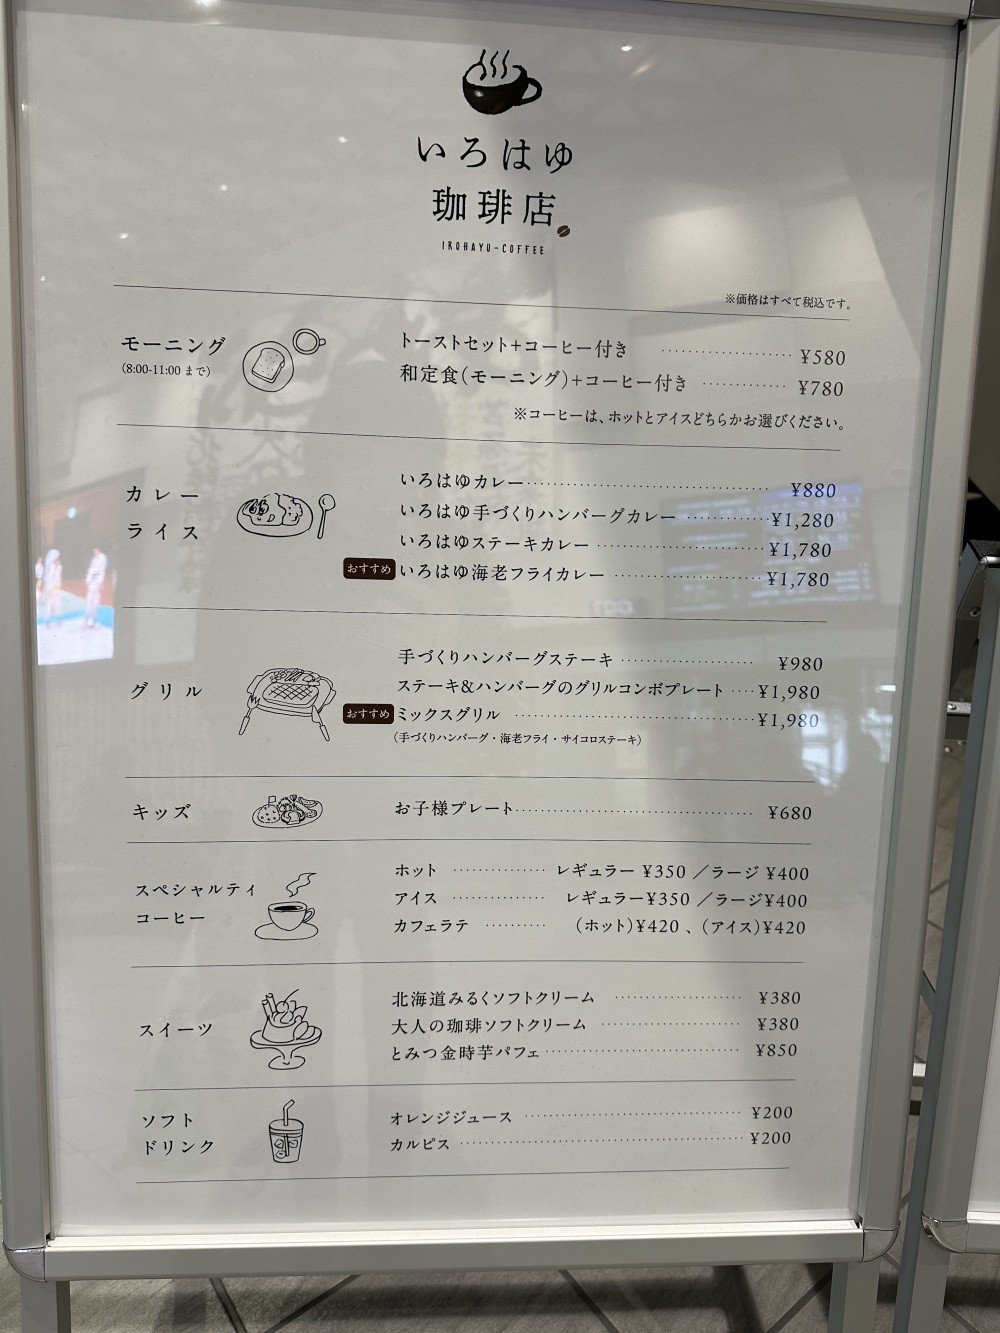 いろはゆ
珈琲店
IROHAYU-COFFEE
※価格はすべて税込です。
モーニング
(8:00-11:00 まで)
トーストセット+コーヒー付き ¥580
和定食(モーニング)+コーヒー付き ¥780
※コーヒーは、ホットとアイスどちらかお選びください。
カレー
ライス
いろはゆカレー ¥880
いろはゆ手づくりハンバーグカレー ¥1,280
いろはゆステーキカレー ¥1,780
おすすめ いろはゆ海老フライカレー ¥1,780
グリル
手づくりハンバーグステーキ ¥980
ステーキ&ハンバーグのグリルコンボプレート ¥1,980
おすすめ ミックスグリル ¥1,980
(手づくりハンバーグ・海老フライ・サイコロステーキ)
キッズ
お子様プレート ¥680
スペシャルティ
コーヒー
ホット レギュラー ¥350 ／ラージ ¥400
アイス レギュラー¥350 ／ラージ¥400
カフェラテ (ホット)¥420 、(アイス)¥420
スイーツ
北海道みるくソフトクリーム ¥380
大人の珈琲ソフトクリーム ¥380
とみつ金時芋パフェ ¥850
ソフト
ドリンク
オレンジジュース ¥200
カルピス ¥200